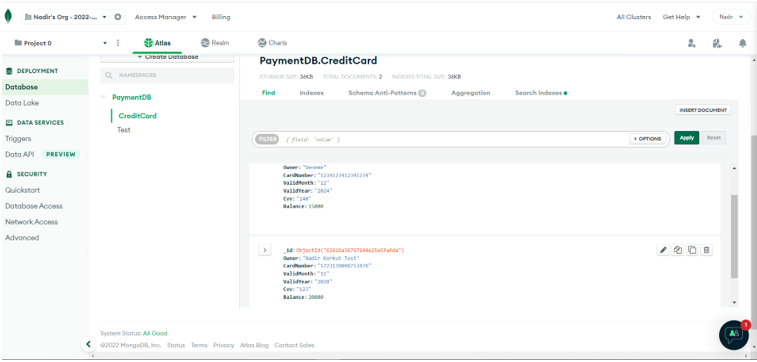 Nadir's Org - 2022-... Access Manager Billing All Clusters Get Help Nadir
Project 0 Atlas Realm Charts
DEPLOYMENT
Database
Data Lake
DATA SERVICES
Triggers
Data API PREVIEW
SECURITY
Quickstart
Database Access
Network Access
Advanced
+ Create Database
NAMESPACES
PaymentDB
CreditCard
Test
PaymentDB.CreditCard
STORAGE SIZE: 36KB TOTAL DOCUMENTS: 2 INDEXES TOTAL SIZE: 36KB
Find Indexes Schema Anti-Patterns 0 Aggregation Search Indexes
INSERT DOCUMENT
FILTER { field: 'value' } OPTIONS Apply Reset
Owner: "Deneme"
CardNumber: "1234123412341234"
ValidMonth: "12"
ValidYear: "2024"
Cvv: "140"
Balance: 15000
Owner: "Nadir Korkut Test"
ValidMonth: "11"
ValidYear: "2028"
Cvv: "123"
Balance: 20000
System Status: All Good
©2022 MongoDB, Inc. Status Terms Privacy Atlas Blog Contact Sales
1